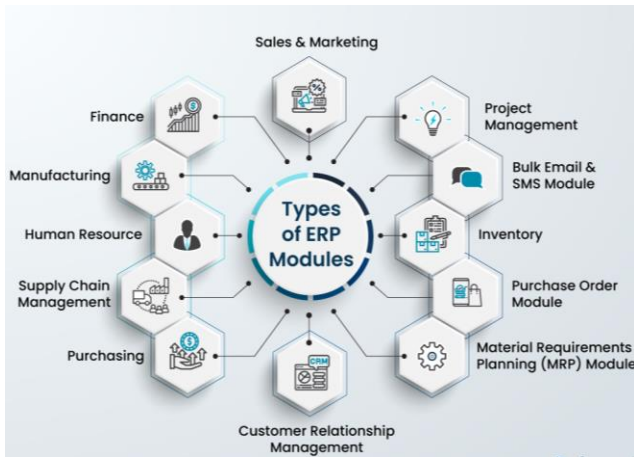 Sales & Marketing
Finance
Project
Management
Manufacturing
Bulk Email &
SMS Module
Types
of ERP
Modules
Human Resource
Inventory
Supply Chain
Management
Purchase Order
Module
Purchasing
Material Requirements
Planning (MRP) Module
CRM
Customer Relationship
Management